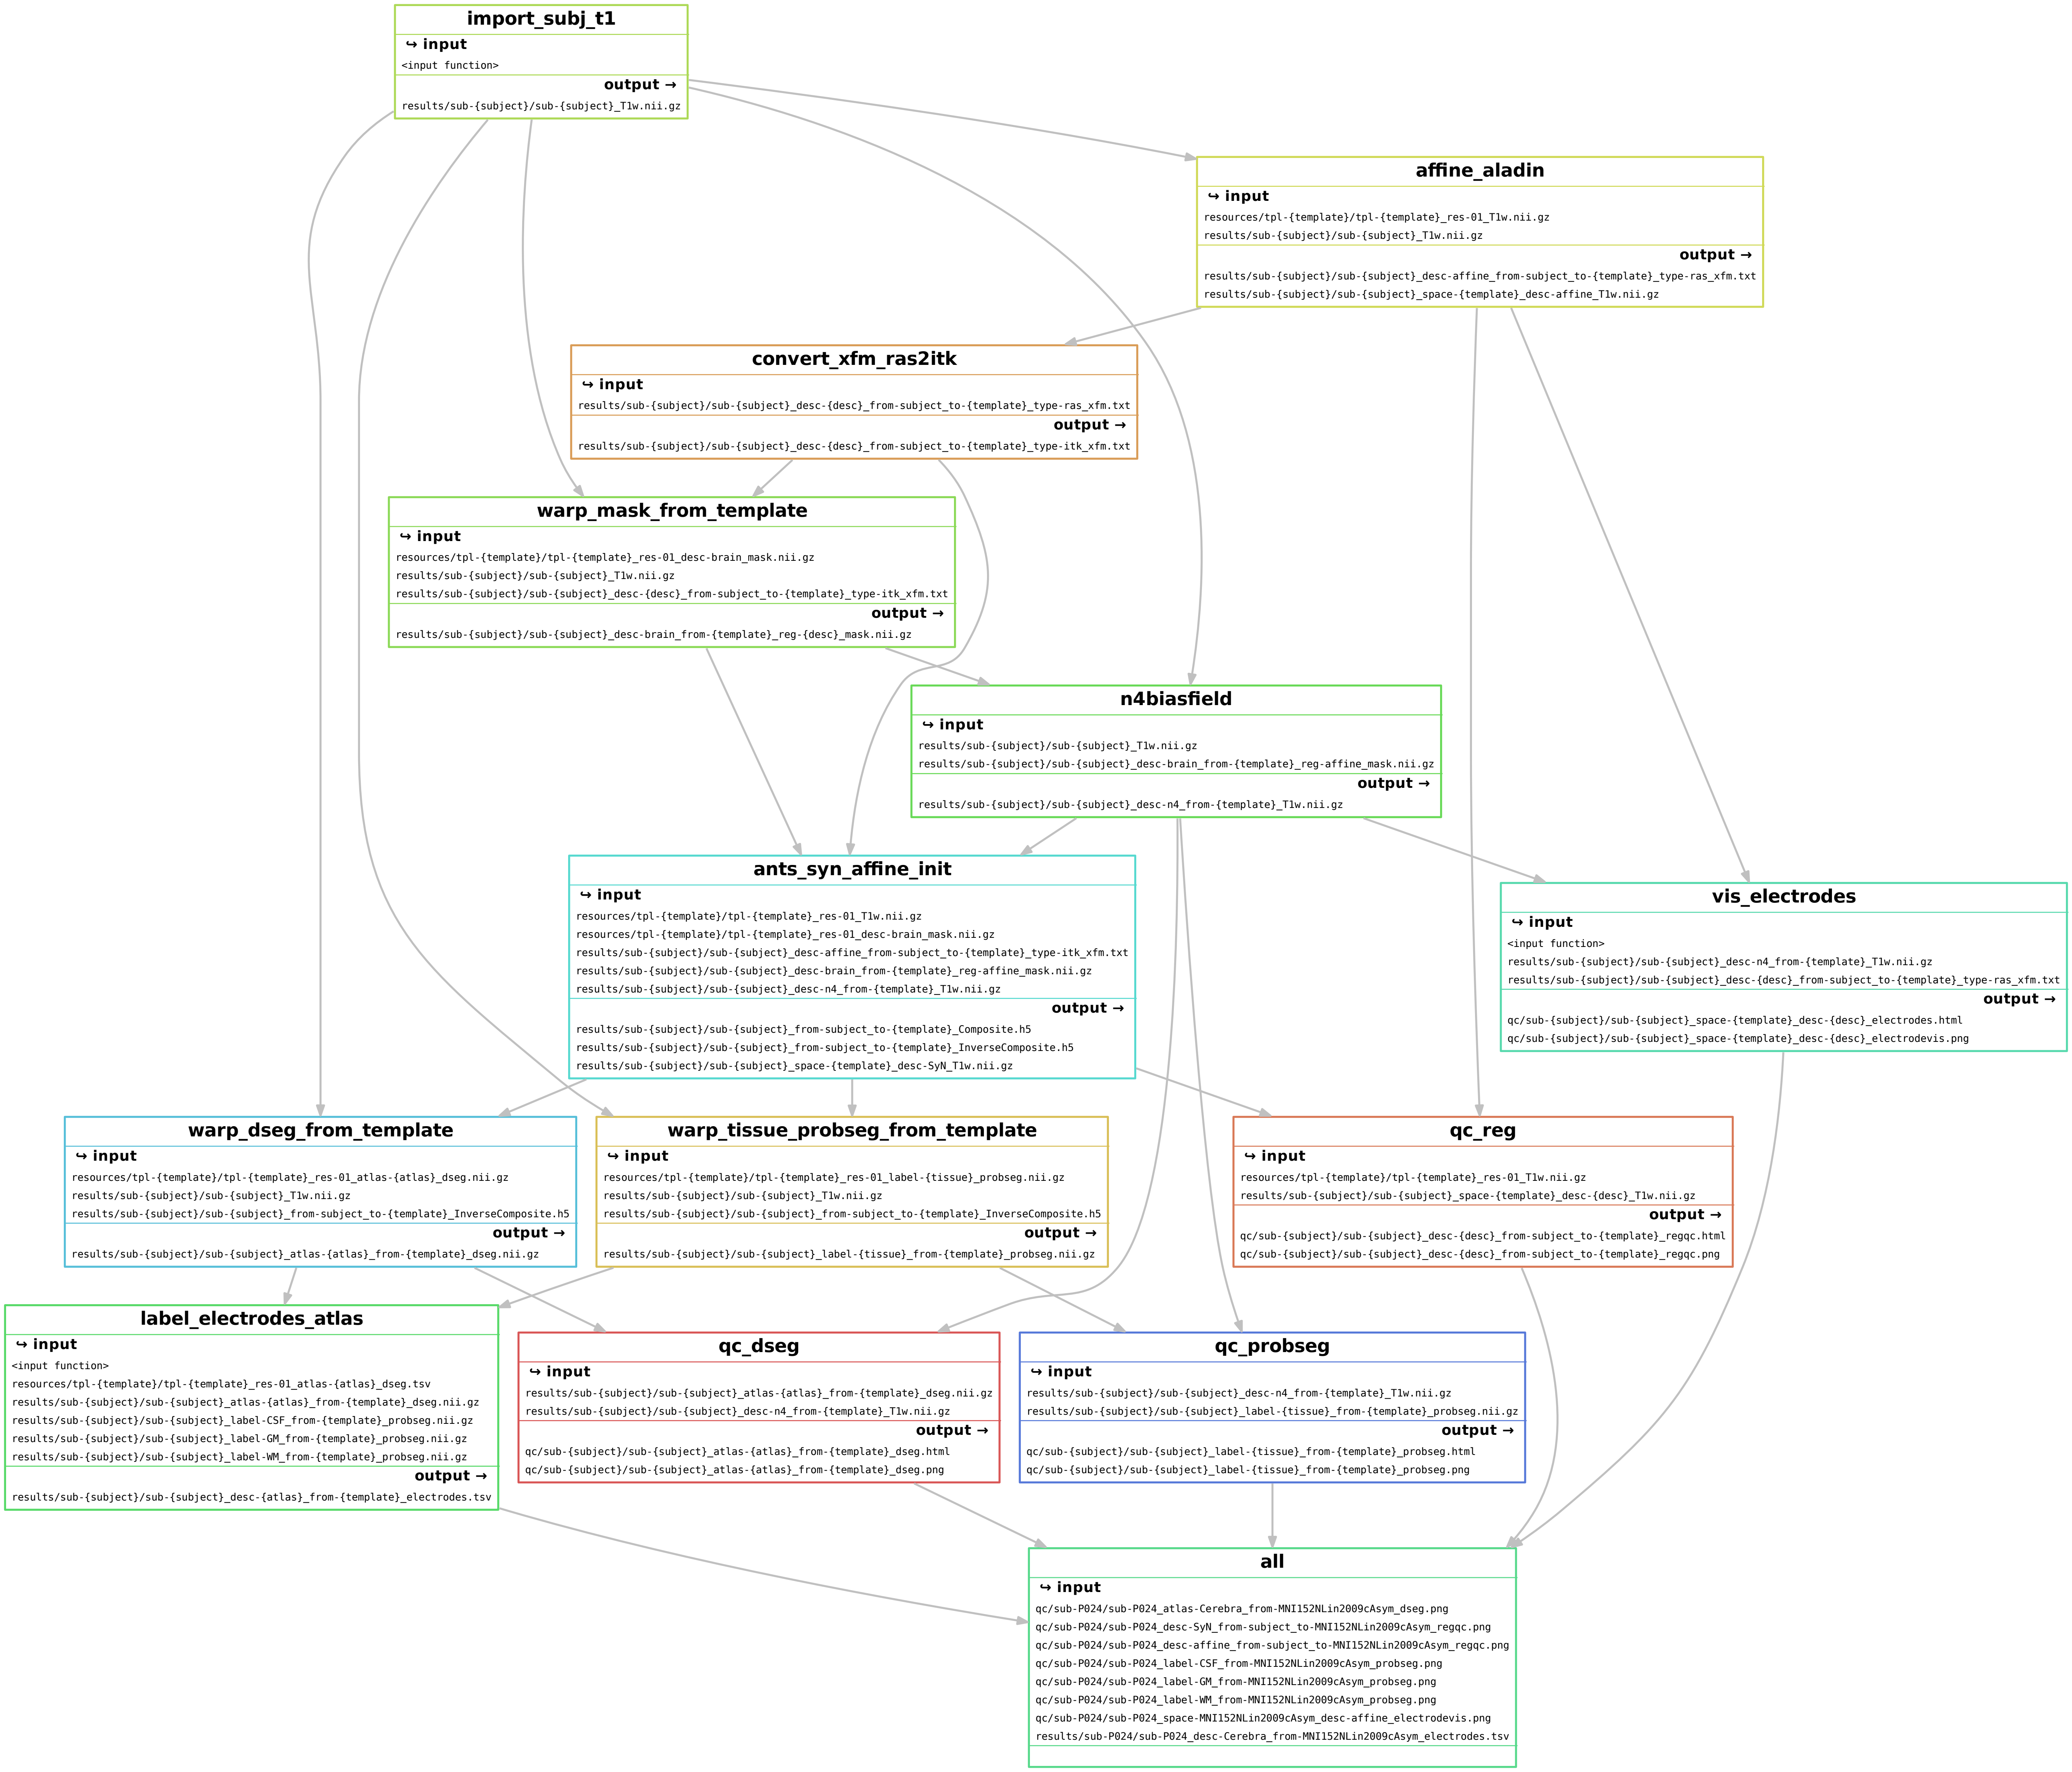 import_subj_t1
↪ input
<input function>
output →
results/sub-{subject}/sub-{subject}_T1w.nii.gz
affine_aladin
↪ input
resources/tpl-{template}/tpl-{template}_res-01_T1w.nii.gz
results/sub-{subject}/sub-{subject}_T1w.nii.gz
output →
results/sub-{subject}/sub-{subject}_desc-affine_from-subject_to-{template}_type-ras_xfm.txt
results/sub-{subject}/sub-{subject}_space-{template}_desc-affine_T1w.nii.gz
convert_xfm_ras2itk
↪ input
results/sub-{subject}/sub-{subject}_desc-{desc}_from-subject_to-{template}_type-ras_xfm.txt
output →
results/sub-{subject}/sub-{subject}_desc-{desc}_from-subject_to-{template}_type-itk_xfm.txt
warp_mask_from_template
↪ input
resources/tpl-{template}/tpl-{template}_res-01_desc-brain_mask.nii.gz
results/sub-{subject}/sub-{subject}_T1w.nii.gz
results/sub-{subject}/sub-{subject}_desc-{desc}_from-subject_to-{template}_type-itk_xfm.txt
output →
results/sub-{subject}/sub-{subject}_desc-brain_from-{template}_reg-{desc}_mask.nii.gz
n4biasfield
↪ input
results/sub-{subject}/sub-{subject}_T1w.nii.gz
results/sub-{subject}/sub-{subject}_desc-brain_from-{template}_reg-affine_mask.nii.gz
output →
results/sub-{subject}/sub-{subject}_desc-n4_from-{template}_T1w.nii.gz
ants_syn_affine_init
↪ input
resources/tpl-{template}/tpl-{template}_res-01_T1w.nii.gz
resources/tpl-{template}/tpl-{template}_res-01_desc-brain_mask.nii.gz
results/sub-{subject}/sub-{subject}_desc-affine_from-subject_to-{template}_type-itk_xfm.txt
results/sub-{subject}/sub-{subject}_desc-brain_from-{template}_reg-affine_mask.nii.gz
results/sub-{subject}/sub-{subject}_desc-n4_from-{template}_T1w.nii.gz
output →
results/sub-{subject}/sub-{subject}_from-subject_to-{template}_Composite.h5
results/sub-{subject}/sub-{subject}_from-subject_to-{template}_InverseComposite.h5
results/sub-{subject}/sub-{subject}_space-{template}_desc-SyN_T1w.nii.gz
vis_electrodes
↪ input
<input function>
results/sub-{subject}/sub-{subject}_desc-n4_from-{template}_T1w.nii.gz
results/sub-{subject}/sub-{subject}_desc-{desc}_from-subject_to-{template}_type-ras_xfm.txt
output →
qc/sub-{subject}/sub-{subject}_space-{template}_desc-{desc}_electrodes.html
qc/sub-{subject}/sub-{subject}_space-{template}_desc-{desc}_electrodevis.png
warp_dseg_from_template
↪ input
resources/tpl-{template}/tpl-{template}_res-01_atlas-{atlas}_dseg.nii.gz
results/sub-{subject}/sub-{subject}_T1w.nii.gz
results/sub-{subject}/sub-{subject}_from-subject_to-{template}_InverseComposite.h5
output →
results/sub-{subject}/sub-{subject}_atlas-{atlas}_from-{template}_dseg.nii.gz
warp_tissue_probseg_from_template
↪ input
resources/tpl-{template}/tpl-{template}_res-01_label-{tissue}_probseg.nii.gz
results/sub-{subject}/sub-{subject}_T1w.nii.gz
results/sub-{subject}/sub-{subject}_from-subject_to-{template}_InverseComposite.h5
output →
results/sub-{subject}/sub-{subject}_label-{tissue}_from-{template}_probseg.nii.gz
qc_reg
↪ input
resources/tpl-{template}/tpl-{template}_res-01_T1w.nii.gz
results/sub-{subject}/sub-{subject}_space-{template}_desc-{desc}_T1w.nii.gz
output →
qc/sub-{subject}/sub-{subject}_desc-{desc}_from-subject_to-{template}_regqc.html
qc/sub-{subject}/sub-{subject}_desc-{desc}_from-subject_to-{template}_regqc.png
label_electrodes_atlas
↪ input
<input function>
resources/tpl-{template}/tpl-{template}_res-01_atlas-{atlas}_dseg.tsv
results/sub-{subject}/sub-{subject}_atlas-{atlas}_from-{template}_dseg.nii.gz
results/sub-{subject}/sub-{subject}_label-CSF_from-{template}_probseg.nii.gz
results/sub-{subject}/sub-{subject}_label-GM_from-{template}_probseg.nii.gz
results/sub-{subject}/sub-{subject}_label-WM_from-{template}_probseg.nii.gz
output →
results/sub-{subject}/sub-{subject}_desc-{atlas}_from-{template}_electrodes.tsv
qc_dseg
↪ input
results/sub-{subject}/sub-{subject}_atlas-{atlas}_from-{template}_dseg.nii.gz
results/sub-{subject}/sub-{subject}_desc-n4_from-{template}_T1w.nii.gz
output →
qc/sub-{subject}/sub-{subject}_atlas-{atlas}_from-{template}_dseg.html
qc/sub-{subject}/sub-{subject}_atlas-{atlas}_from-{template}_dseg.png
qc_probseg
↪ input
results/sub-{subject}/sub-{subject}_desc-n4_from-{template}_T1w.nii.gz
results/sub-{subject}/sub-{subject}_label-{tissue}_from-{template}_probseg.nii.gz
output →
qc/sub-{subject}/sub-{subject}_label-{tissue}_from-{template}_probseg.html
qc/sub-{subject}/sub-{subject}_label-{tissue}_from-{template}_probseg.png
all
↪ input
qc/sub-P024/sub-P024_atlas-Cerebra_from-MNI152NLin2009cAsym_dseg.png
qc/sub-P024/sub-P024_desc-SyN_from-subject_to-MNI152NLin2009cAsym_regqc.png
qc/sub-P024/sub-P024_desc-affine_from-subject_to-MNI152NLin2009cAsym_regqc.png
qc/sub-P024/sub-P024_label-CSF_from-MNI152NLin2009cAsym_probseg.png
qc/sub-P024/sub-P024_label-GM_from-MNI152NLin2009cAsym_probseg.png
qc/sub-P024/sub-P024_label-WM_from-MNI152NLin2009cAsym_probseg.png
qc/sub-P024/sub-P024_space-MNI152NLin2009cAsym_desc-affine_electrodevis.png
results/sub-P024/sub-P024_desc-Cerebra_from-MNI152NLin2009cAsym_electrodes.tsv